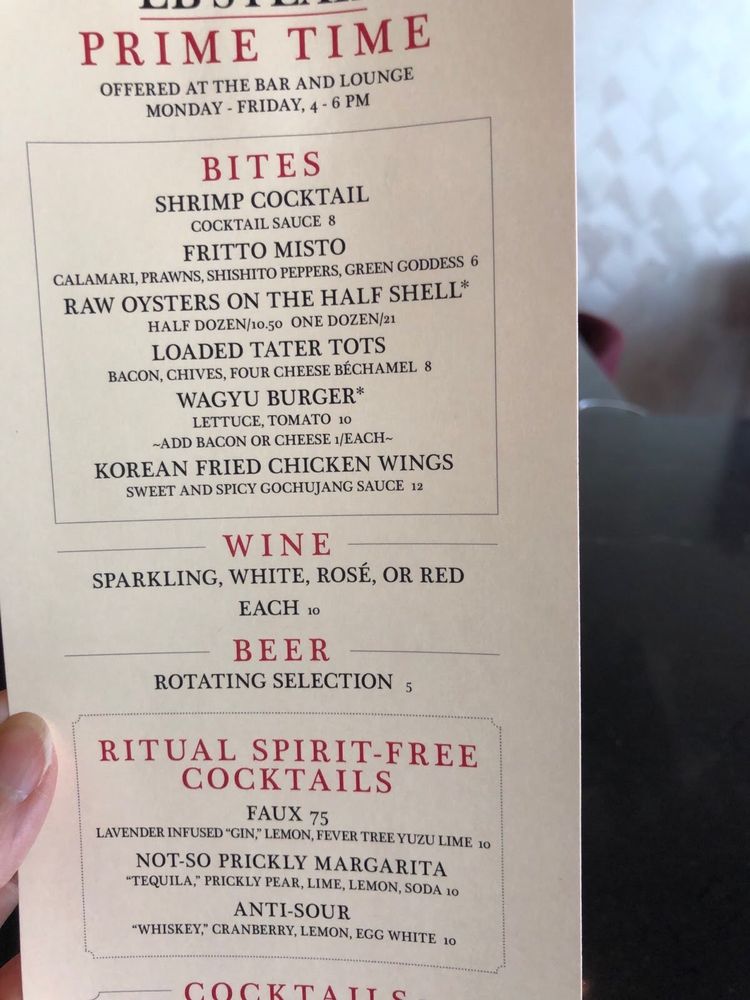 PRIME TIME
OFFERED AT THE BAR AND LOUNGE
MONDAY - FRIDAY, 4 - 6 PM
BITES
SHRIMP COCKTAIL
COCKTAIL SAUCE 8
FRITTO MISTO
CALAMARI, PRAWNS, SHISHITO PEPPERS, GREEN GODDESS 6
RAW OYSTERS ON THE HALF SHELL*
HALF DOZEN/10.50 ONE DOZEN/21
LOADED TATER TOTS
BACON, CHIVES, FOUR CHEESE BÉCHAMEL 8
WAGYU BURGER*
LETTUCE, TOMATO 10
~ADD BACON OR CHEESE 1/EACH~
KOREAN FRIED CHICKEN WINGS
SWEET AND SPICY GOCHUJANG SAUCE 12
WINE
SPARKLING, WHITE, ROSÉ, OR RED
EACH 10
BEER
ROTATING SELECTION 5
RITUAL SPIRIT-FREE
COCKTAILS
FAUX 75
LAVENDER INFUSED "GIN," LEMON, FEVER TREE YUZU LIME 10
NOT-SO PRICKLY MARGARITA
"TEQUILA," PRICKLY PEAR, LIME, LEMON, SODA 10
ANTI-SOUR
"WHISKEY," CRANBERRY, LEMON, EGG WHITE 10
COCKTAILS